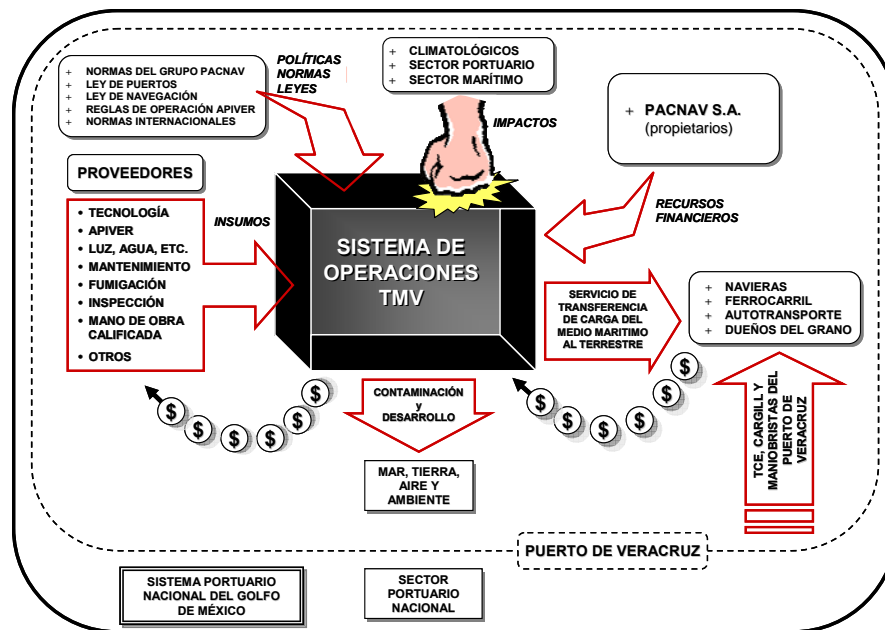 + NORMAS DEL GRUPO PACNAV
+ LEY DE PUERTOS
+ LEY DE NAVEGACIÓN
+ REGLAS DE OPERACIÓN APIVER
+ NORMAS INTERNACIONALES
POLÍTICAS
NORMAS
LEYES
+ CLIMATOLÓGICOS
+ SECTOR PORTUARIO
+ SECTOR MARÍTIMO
IMPACTOS
+ PACNAV S.A.
(propietarios)
RECURSOS
FINANCIEROS
PROVEEDORES
• TECNOLOGÍA
• APIVER
• LUZ, AGUA, ETC.
• MANTENIMIENTO
• FUMIGACIÓN
• INSPECCIÓN
• MANO DE OBRA
CALIFICADA
• OTROS
INSUMOS
SISTEMA DE
OPERACIONES
TMV
SERVICIO DE
TRANSFERENCIA
DE CARGA DEL
MEDIO MARITIMO
AL TERRESTRE
+ NAVIERAS
+ FERROCARRIL
+ AUTOTRANSPORTE
+ DUEÑOS DEL GRANO
$ $ $ $ $ $
$ $ $ $ $ $
CONTAMINACIÓN
y
DESARROLLO
MAR, TIERRA,
AIRE Y
AMBIENTE
TCE, CARGILL Y
MANIOBRISTAS DEL
PUERTO DE
VERACRUZ
PUERTO DE VERACRUZ
SISTEMA PORTUARIO
NACIONAL DEL GOLFO
DE MÉXICO
SECTOR
PORTUARIO
NACIONAL